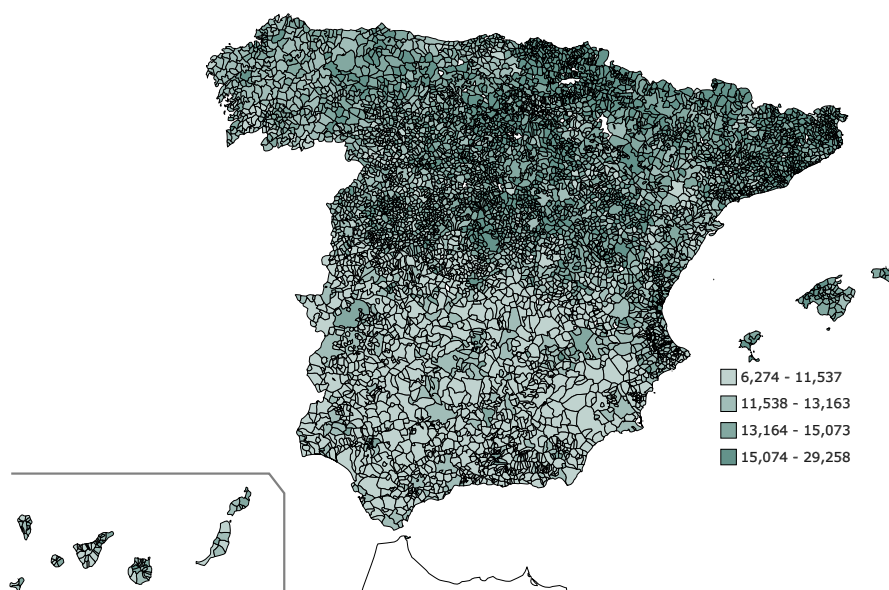 6,274 - 11,537
11,538 - 13,163
13,164 - 15,073
15,074 - 29,258